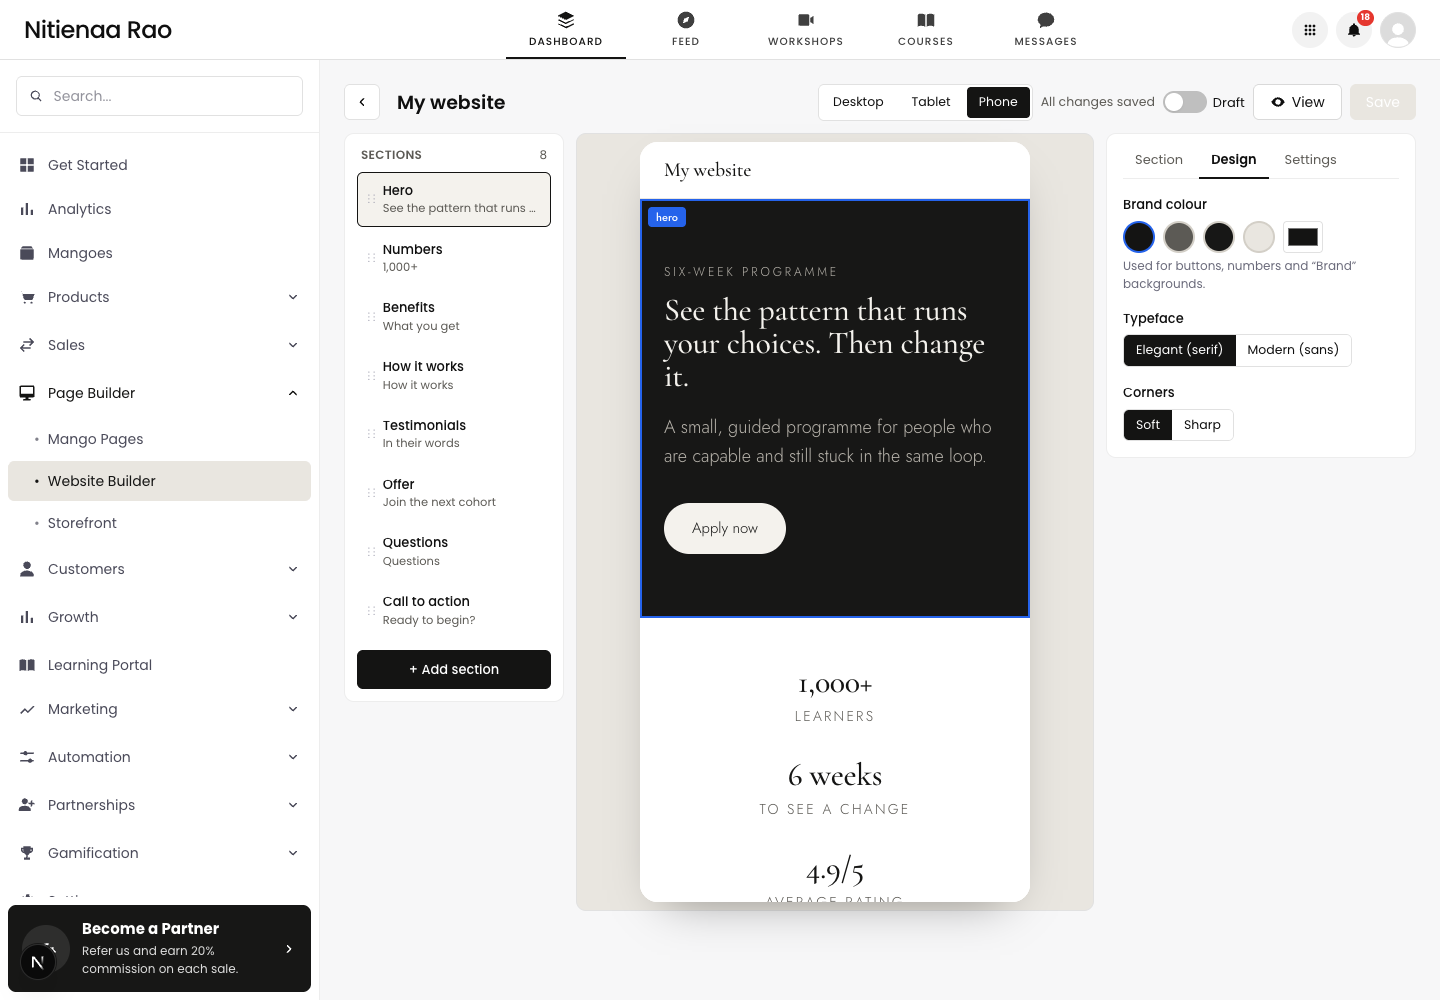 Nitienaa Rao
DASHBOARD
FEED
WORKSHOPS
COURSES
MESSAGES
18
Search...
Get Started
Analytics
Mangoes
Products
Sales
Page Builder
Mango Pages
Website Builder
Storefront
Customers
Growth
Learning Portal
Marketing
Automation
Partnerships
Gamification
Become a Partner
Refer us and earn 20%
commission on each sale.
N
My website
Desktop
Tablet
Phone
All changes saved
Draft
View
Save
SECTIONS
8
Hero
See the pattern that runs ...
Numbers
1,000+
Benefits
What you get
How it works
How it works
Testimonials
In their words
Offer
Join the next cohort
Questions
Questions
Call to action
Ready to begin?
+ Add section
My website
hero
SIX-WEEK PROGRAMME
See the pattern that runs
your choices. Then change
it.
A small, guided programme for people who
are capable and still stuck in the same loop.
Apply now
1,000+
LEARNERS
6 weeks
TO SEE A CHANGE
4.9/5
AVERAGE RATING
Section
Design
Settings
Brand colour
Used for buttons, numbers and “Brand”
backgrounds.
Typeface
Elegant (serif)
Modern (sans)
Corners
Soft
Sharp